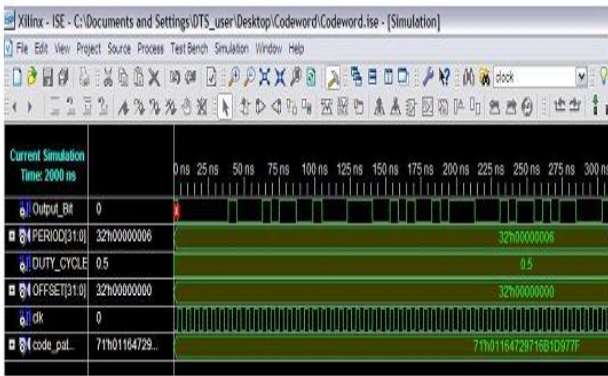 Xilinx - ISE - C:\Documents and Settings\DTS_user\Desktop\Codeword\Codeword.ise - [Simulation]
File Edit View Project Source Process Test Bench Simulation Window Help
clock
Current Simulation
Time: 2000 ns
0 ns 25 ns 50 ns 75 ns 100 ns 125 ns 150 ns 175 ns 200 ns 225 ns 250 ns 275 ns 300 n
Output_Bit 0
PERIOD[31:0] 32'h00000006 32'h00000006
DUTY_CYCLE 0.5 0.5
OFFSET[31:0] 32'h00000000 32'h00000000
clk 0
code_pat... 71'h01164729... 71'h01164729716B1D977F